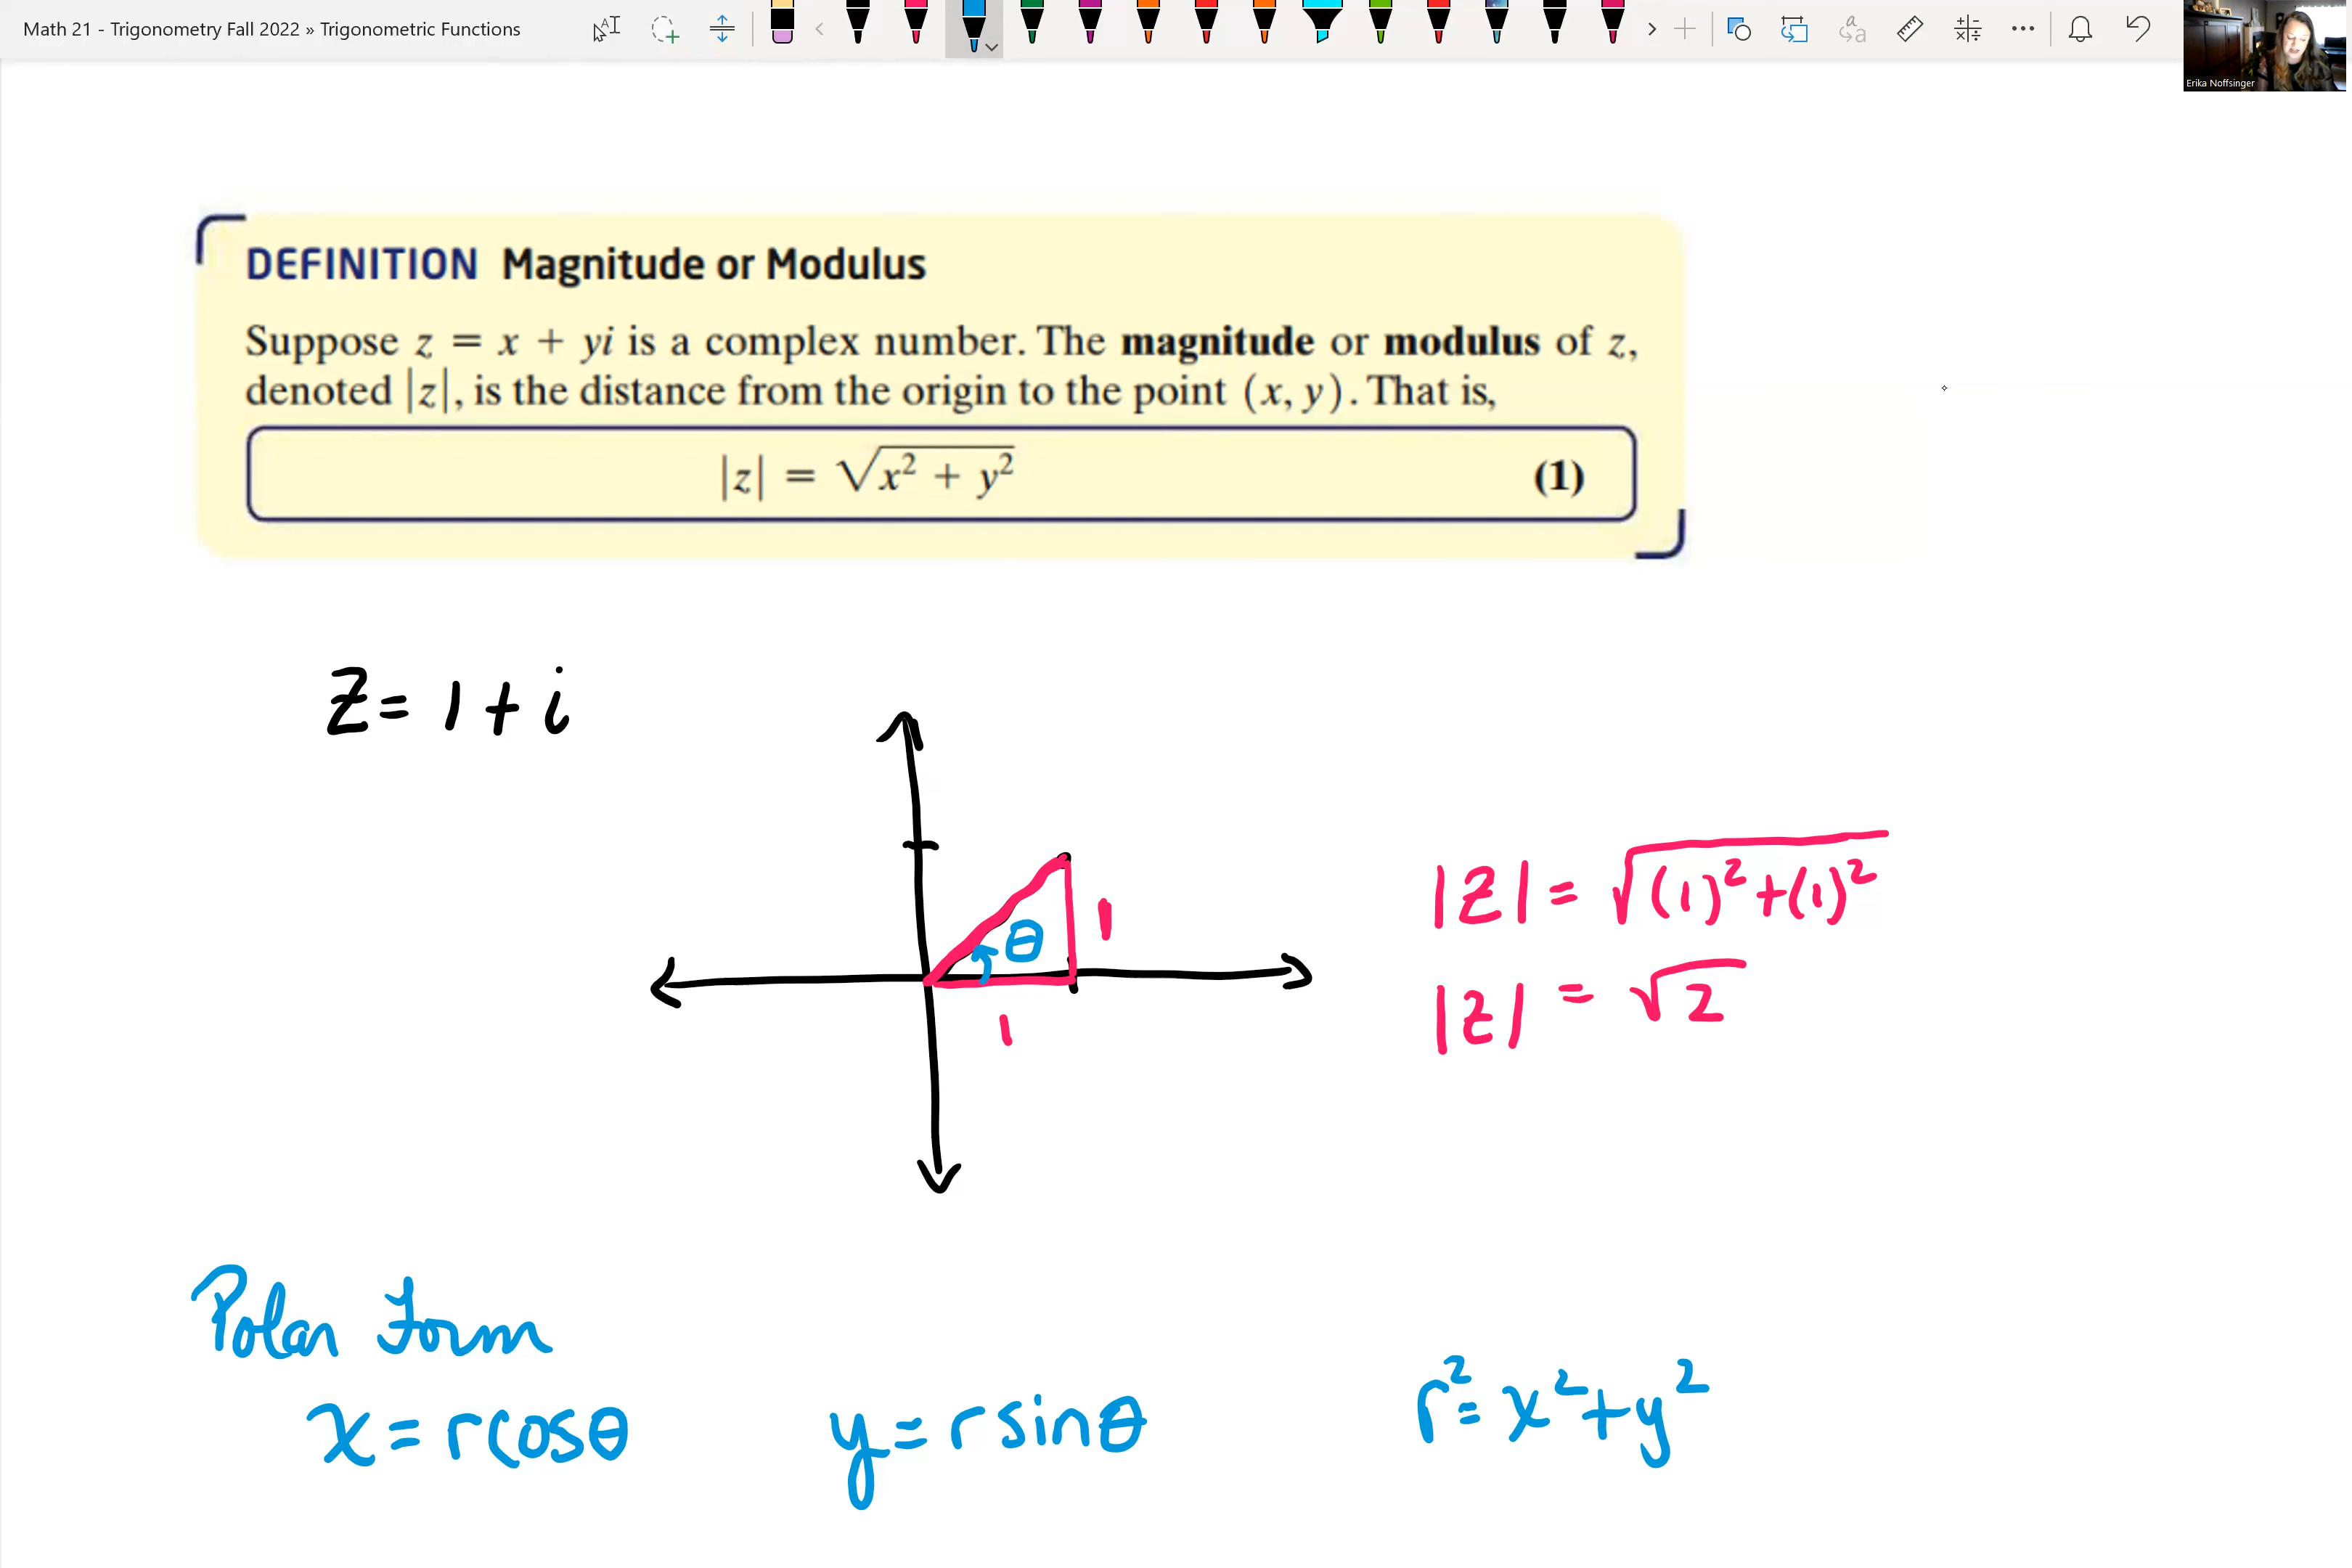 Math 21 - Trigonometry Fall 2022 » Trigonometric Functions
Erika Noffsinger
DEFINITION Magnitude or Modulus
Suppose z = x + yi is a complex number. The magnitude or modulus of z,
denoted |z|, is the distance from the origin to the point (x, y). That is,
|z| = √(x² + y²) (1)
Z = 1 + i
θ
1
1
|z| = √((1)² + (1)²)
|z| = √2
Polar Form
x = rcosθ y = rsinθ r² = x² + y²